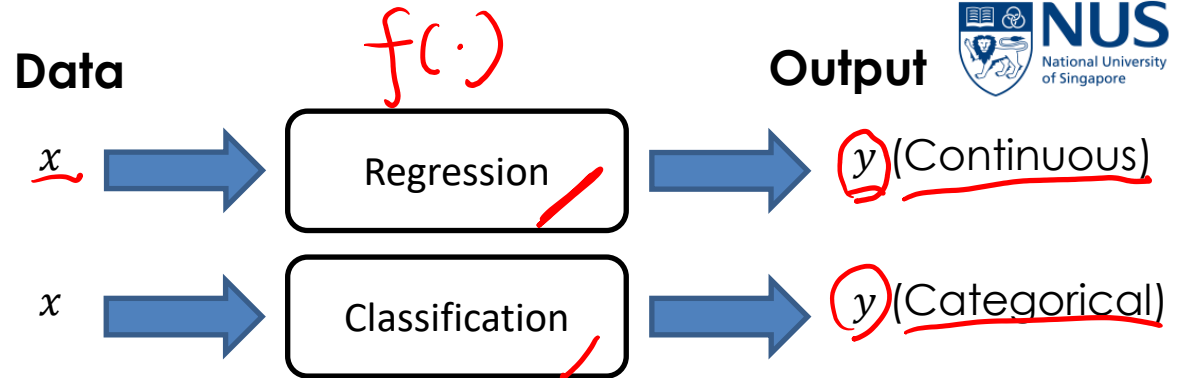 f(·)
Data
Output
NUS
National University
of Singapore
x
Regression
y (Continuous)
x
Classification
y (Categorical)